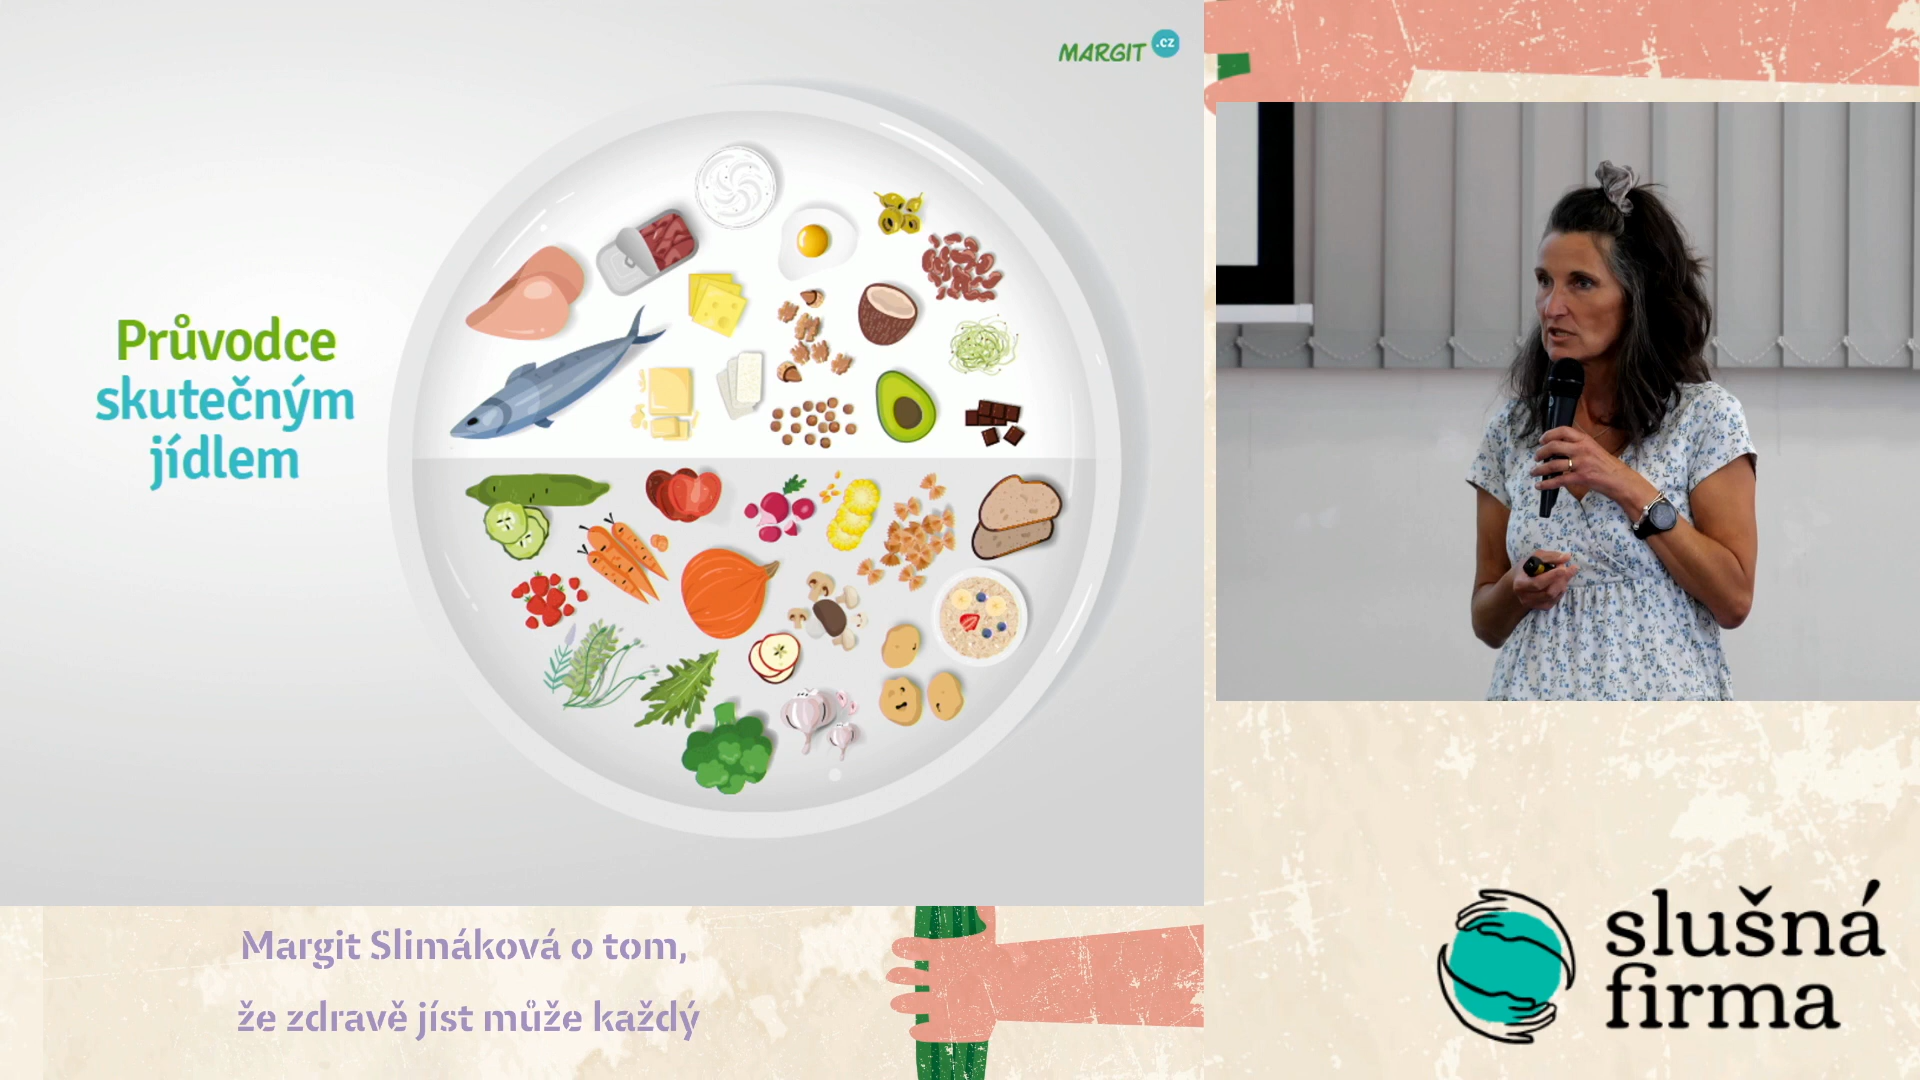 MARGIT .cz
Průvodce
skutečným
jídlem
Margit Slimáková o tom,
že zdravě jíst může každý
slušná
firma